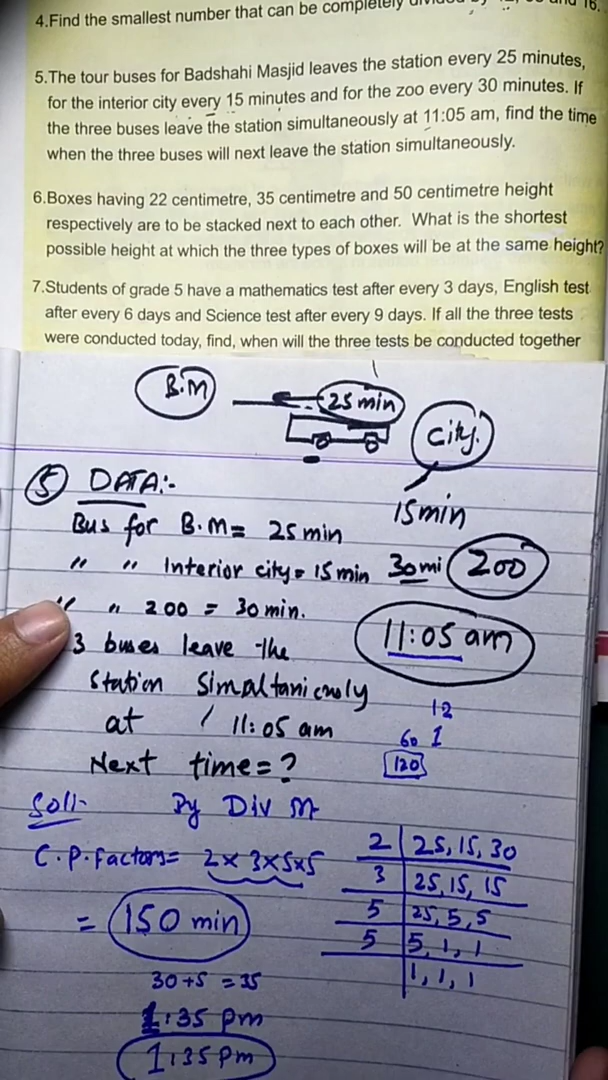 4.Find the smallest number that can be completely 16.
5.The tour buses for Badshahi Masjid leaves the station every 25 minutes,
for the interior city every 15 minutes and for the zoo every 30 minutes. If
the three buses leave the station simultaneously at 11:05 am, find the time
when the three buses will next leave the station simultaneously.
6.Boxes having 22 centimetre, 35 centimetre and 50 centimetre height
respectively are to be stacked next to each other. What is the shortest
possible height at which the three types of boxes will be at the same height?
7.Students of grade 5 have a mathematics test after every 3 days, English test
after every 6 days and Science test after every 9 days. If all the three tests
were conducted today, find, when will the three tests be conducted together
B.M 25 min
city.
5 DATA:-
15min
Bus for B.M = 25 min
" " Interior city = 15 min 30 mi 200
" " 200 = 30 min.
3 buses leave the 11:05 am
Station Simaltanicously
at 11:05 am
12
60 1
Next time = ? 120
Sol:- By Div M
C.P.Factors = 2 x 3 x 5 x 5
2 25, 15, 30
3 25, 15, 15
= 150 min
5 25, 5, 5
5 5, 1, 1
1, 1, 1
30 + 5 = 35
1:35 pm
1:35 pm